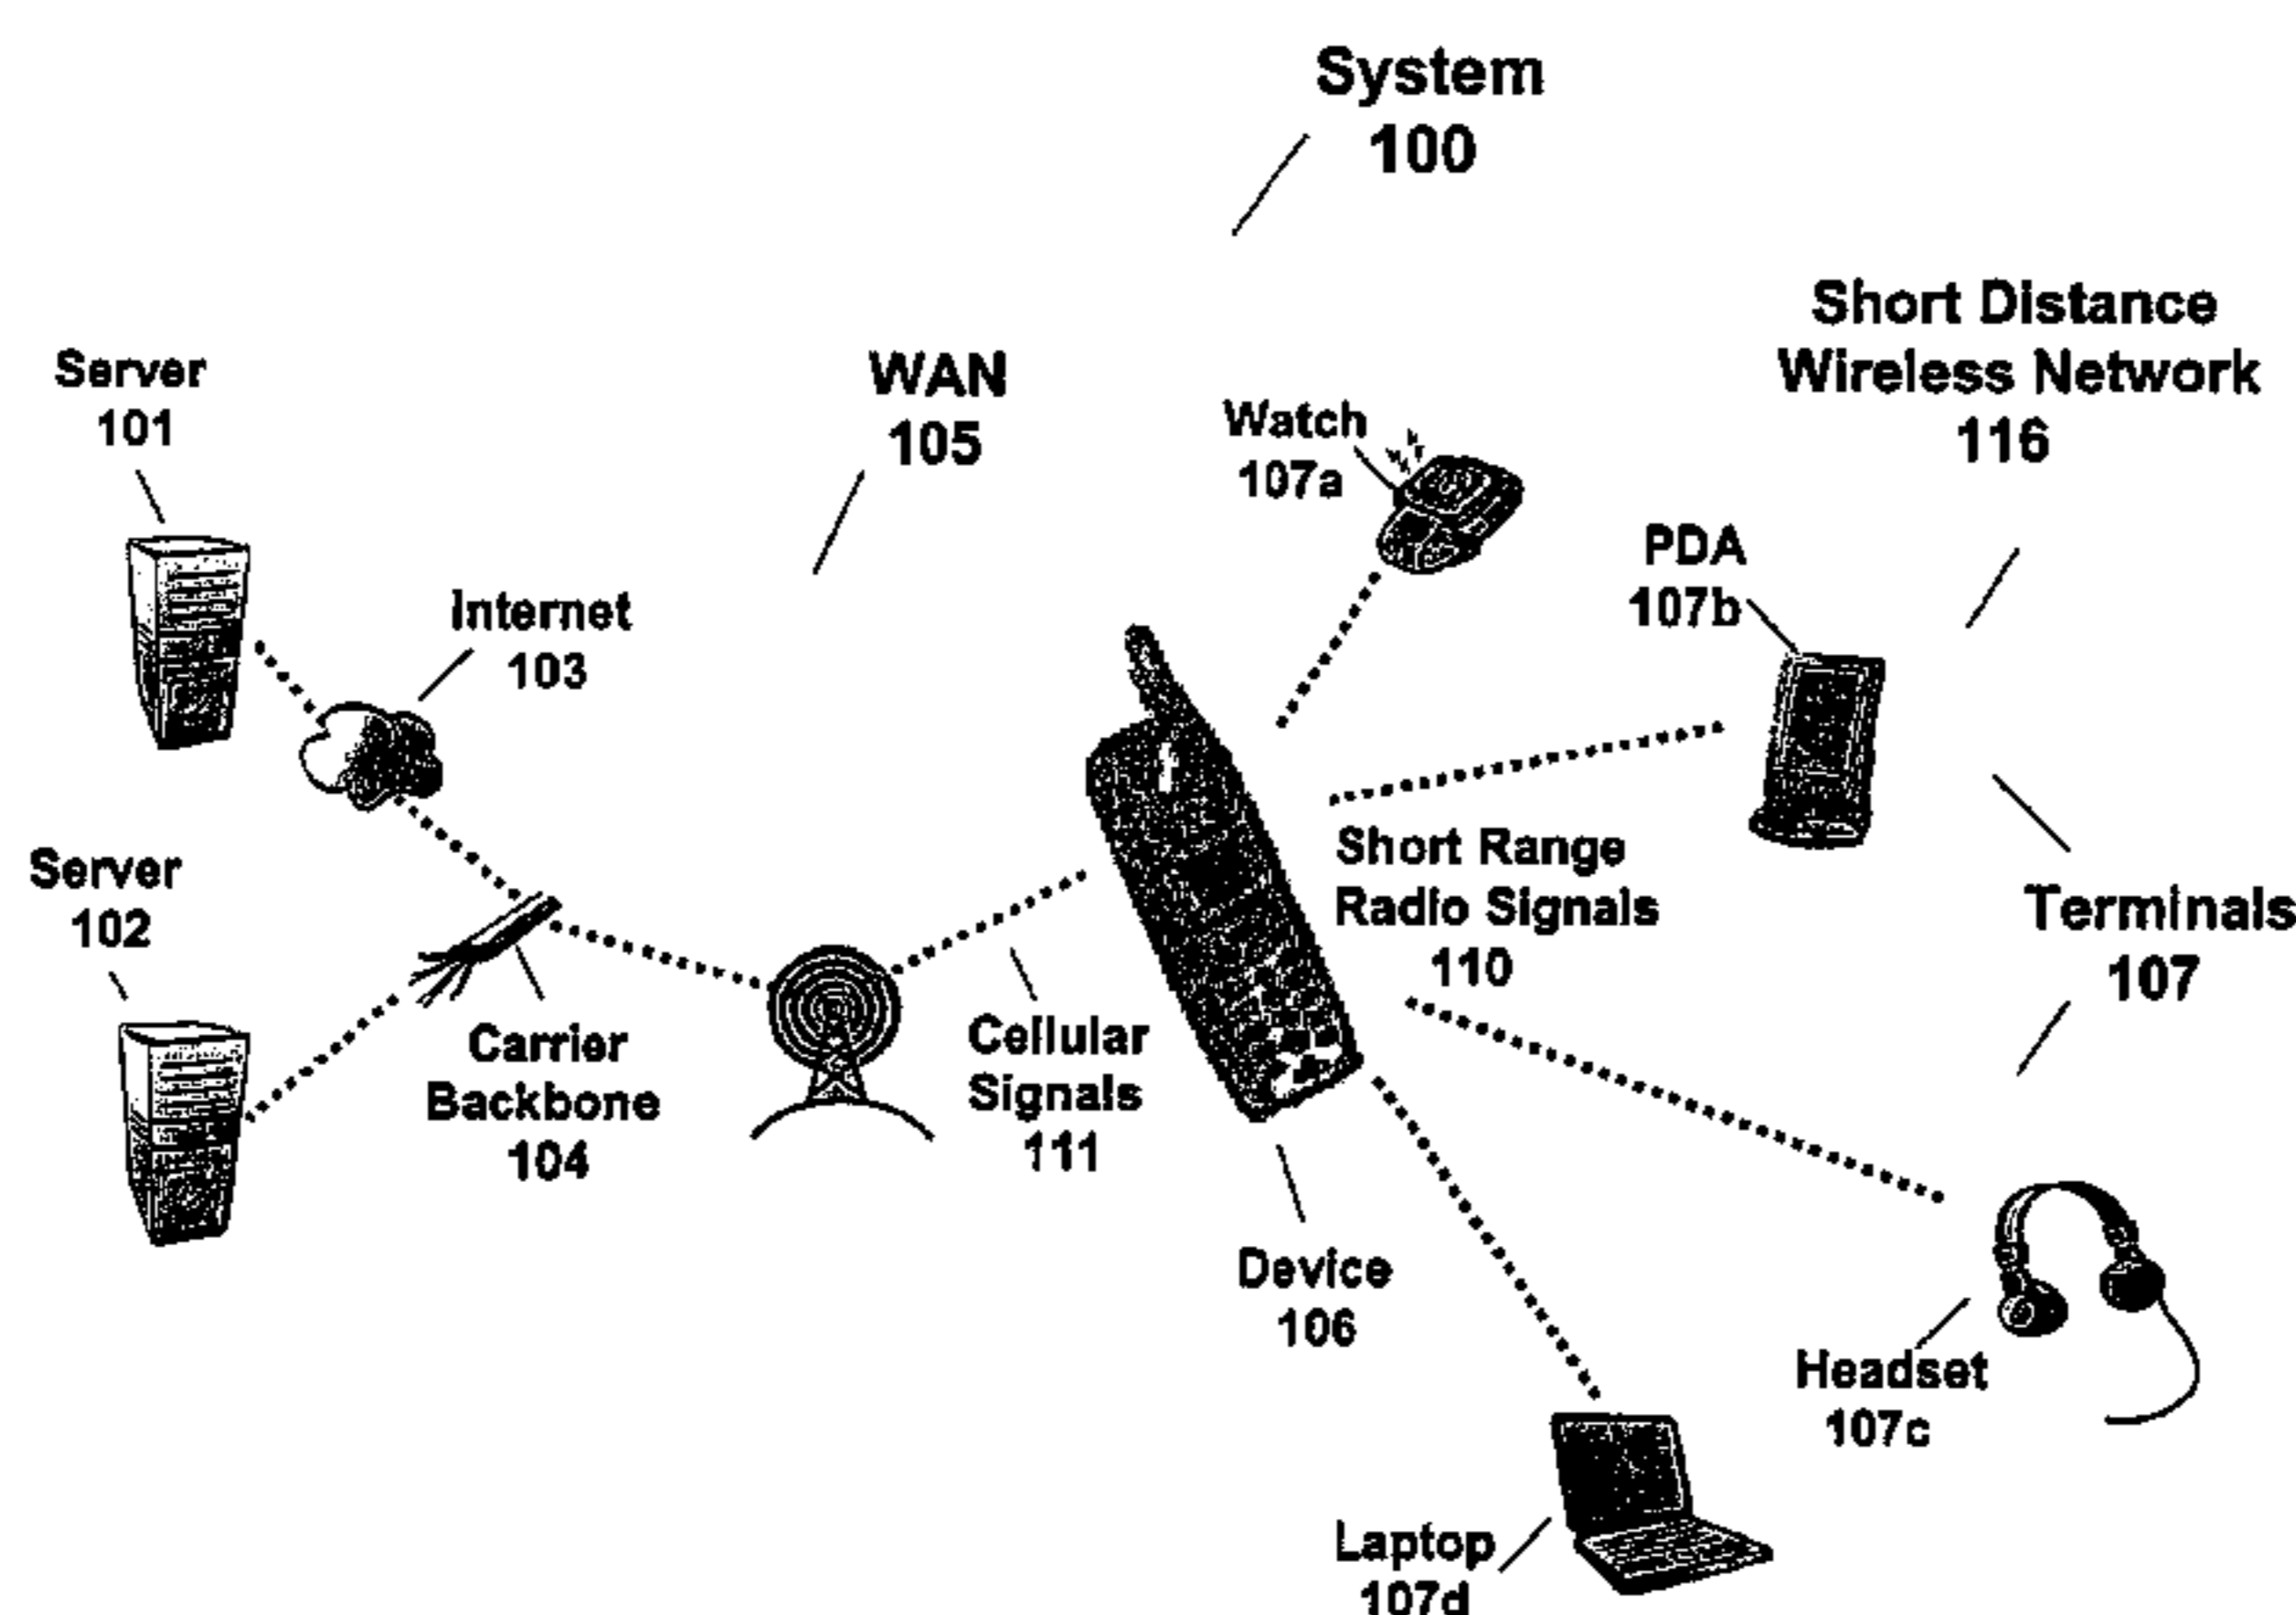 System
100
Short Distance
Wireless Network
116
WAN
105
Server
101
Watch
107a
PDA
107b
Internet
103
Short Range
Radio Signals
110
Server
102
Terminals
107
Carrier
Backbone
104
Cellular
Signals
111
Device
106
Headset
107c
Laptop
107d